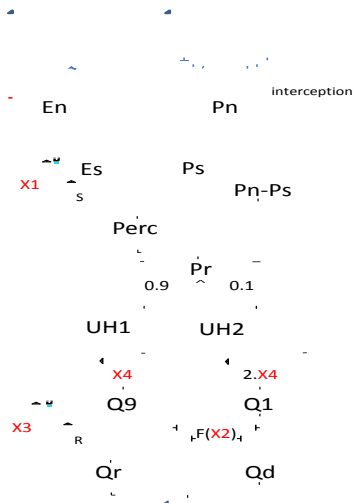 interception
En Pn
Es Ps
X1 Pn-Ps
S
Perc
Pr
0.9 0.1
UH1 UH2
X4 2.X4
Q9 Q1
X3 F(X2)
R
Qr Qd